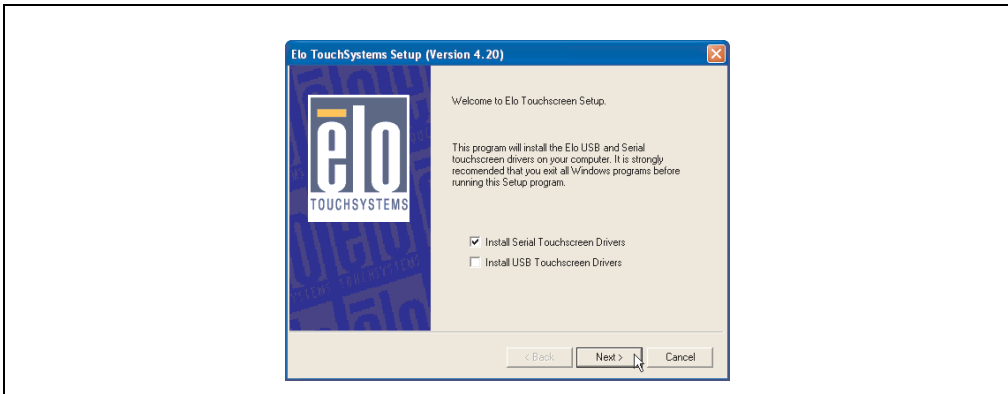 Elo TouchSystems Setup (Version 4.20)
elo
TOUCHSYSTEMS
Welcome to Elo Touchscreen Setup.
This program will install the Elo USB and Serial
touchscreen drivers on your computer. It is strongly
recomended that you exit all Windows programs before
running this Setup program.
Install Serial Touchscreen Drivers
Install USB Touchscreen Drivers
< Back
Next >
Cancel